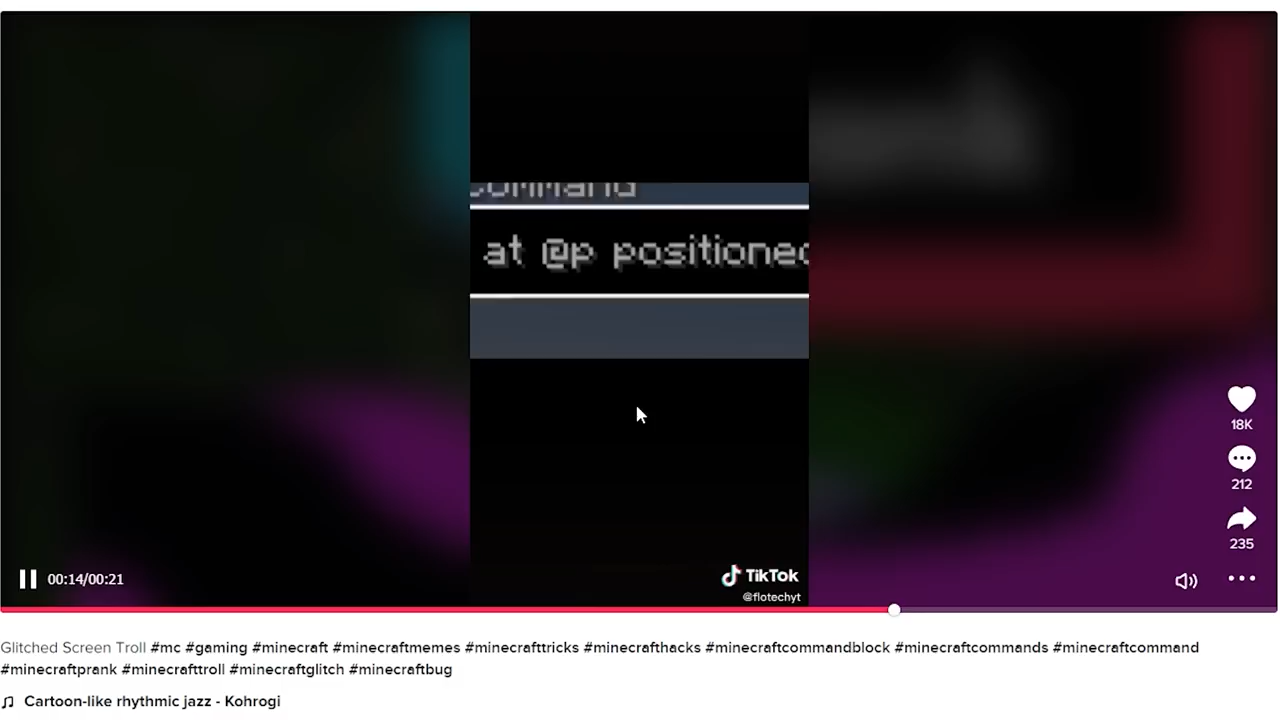 command
at @p positioned
18K
212
235
00:14/00:21
TikTok
@flotechyt
Glitched Screen Troll #mc #gaming #minecraft #minecraftmemes #minecrafttricks #minecrafthacks #minecraftcommandblock #minecraftcommands #minecraftcommand
#minecraftprank #minecrafttroll #minecraftglitch #minecraftbug
Cartoon-like rhythmic jazz - Kohrogi